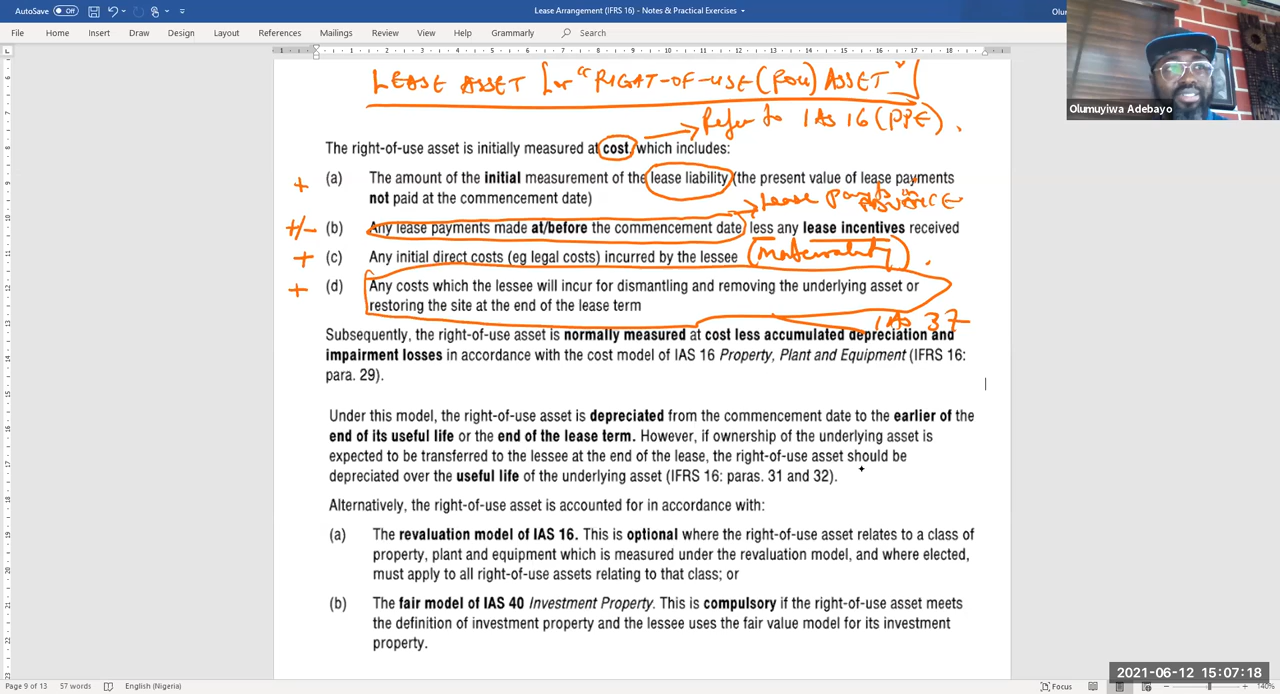 AutoSave Off
Lease Arrangement (IFRS 16) - Notes & Practical Exercises
Olu
File Home Insert Draw Design Layout References Mailings Review View Help Grammarly Search
Olumuyiwa Adebayo
LEASE ASSET [or "RIGHT-OF-USE (ROU) ASSET"]
Refer to IAS 16 (PPE).
The right-of-use asset is initially measured at cost, which includes:
+ (a) The amount of the initial measurement of the lease liability (the present value of lease payments
not paid at the commencement date)
Lease
ADVANCE
+/- (b) Any lease payments made at/before the commencement date less any lease incentives received
+ (c) Any initial direct costs (eg legal costs) incurred by the lessee (materiality).
+ (d) Any costs which the lessee will incur for dismantling and removing the underlying asset or
restoring the site at the end of the lease term
IAS 37
Subsequently, the right-of-use asset is normally measured at cost less accumulated depreciation and
impairment losses in accordance with the cost model of IAS 16 Property, Plant and Equipment (IFRS 16:
para. 29).
Under this model, the right-of-use asset is depreciated from the commencement date to the earlier of the
end of its useful life or the end of the lease term. However, if ownership of the underlying asset is
expected to be transferred to the lessee at the end of the lease, the right-of-use asset should be
depreciated over the useful life of the underlying asset (IFRS 16: paras. 31 and 32).
Alternatively, the right-of-use asset is accounted for in accordance with:
(a) The revaluation model of IAS 16. This is optional where the right-of-use asset relates to a class of
property, plant and equipment which is measured under the revaluation model, and where elected,
must apply to all right-of-use assets relating to that class; or
(b) The fair model of IAS 40 Investment Property. This is compulsory if the right-of-use asset meets
the definition of investment property and the lessee uses the fair value model for its investment
property.
2021-06-12 15:07:18
Page 9 of 13 57 words English (Nigeria) Focus 140%